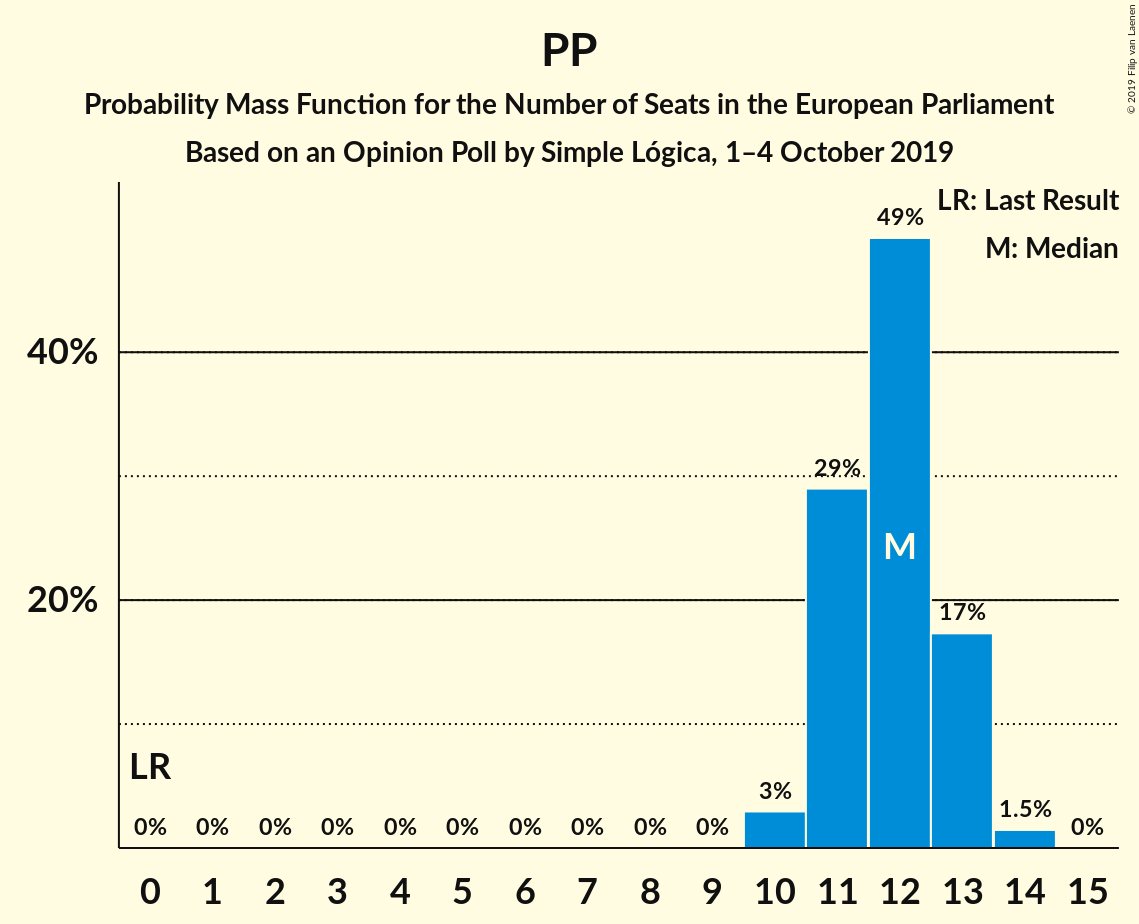 PP
Probability Mass Function for the Number of Seats in the European Parliament
Based on an Opinion Poll by Simple Lógica, 1–4 October 2019
© 2019 Filip van Laenen
LR: Last Result
M: Median
49%
40%
29%
M
20%
17%
LR
3%
1.5%
0% 0% 0% 0% 0% 0% 0% 0% 0% 0% 0%
0 1 2 3 4 5 6 7 8 9 10 11 12 13 14 15